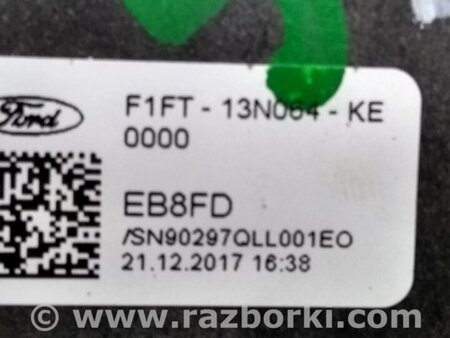 Ford
F1FT - 13N064 - KE
0000
EB8FD
/SN90297QLL001EO
21.12.2017 16:38
© www.razborki.com